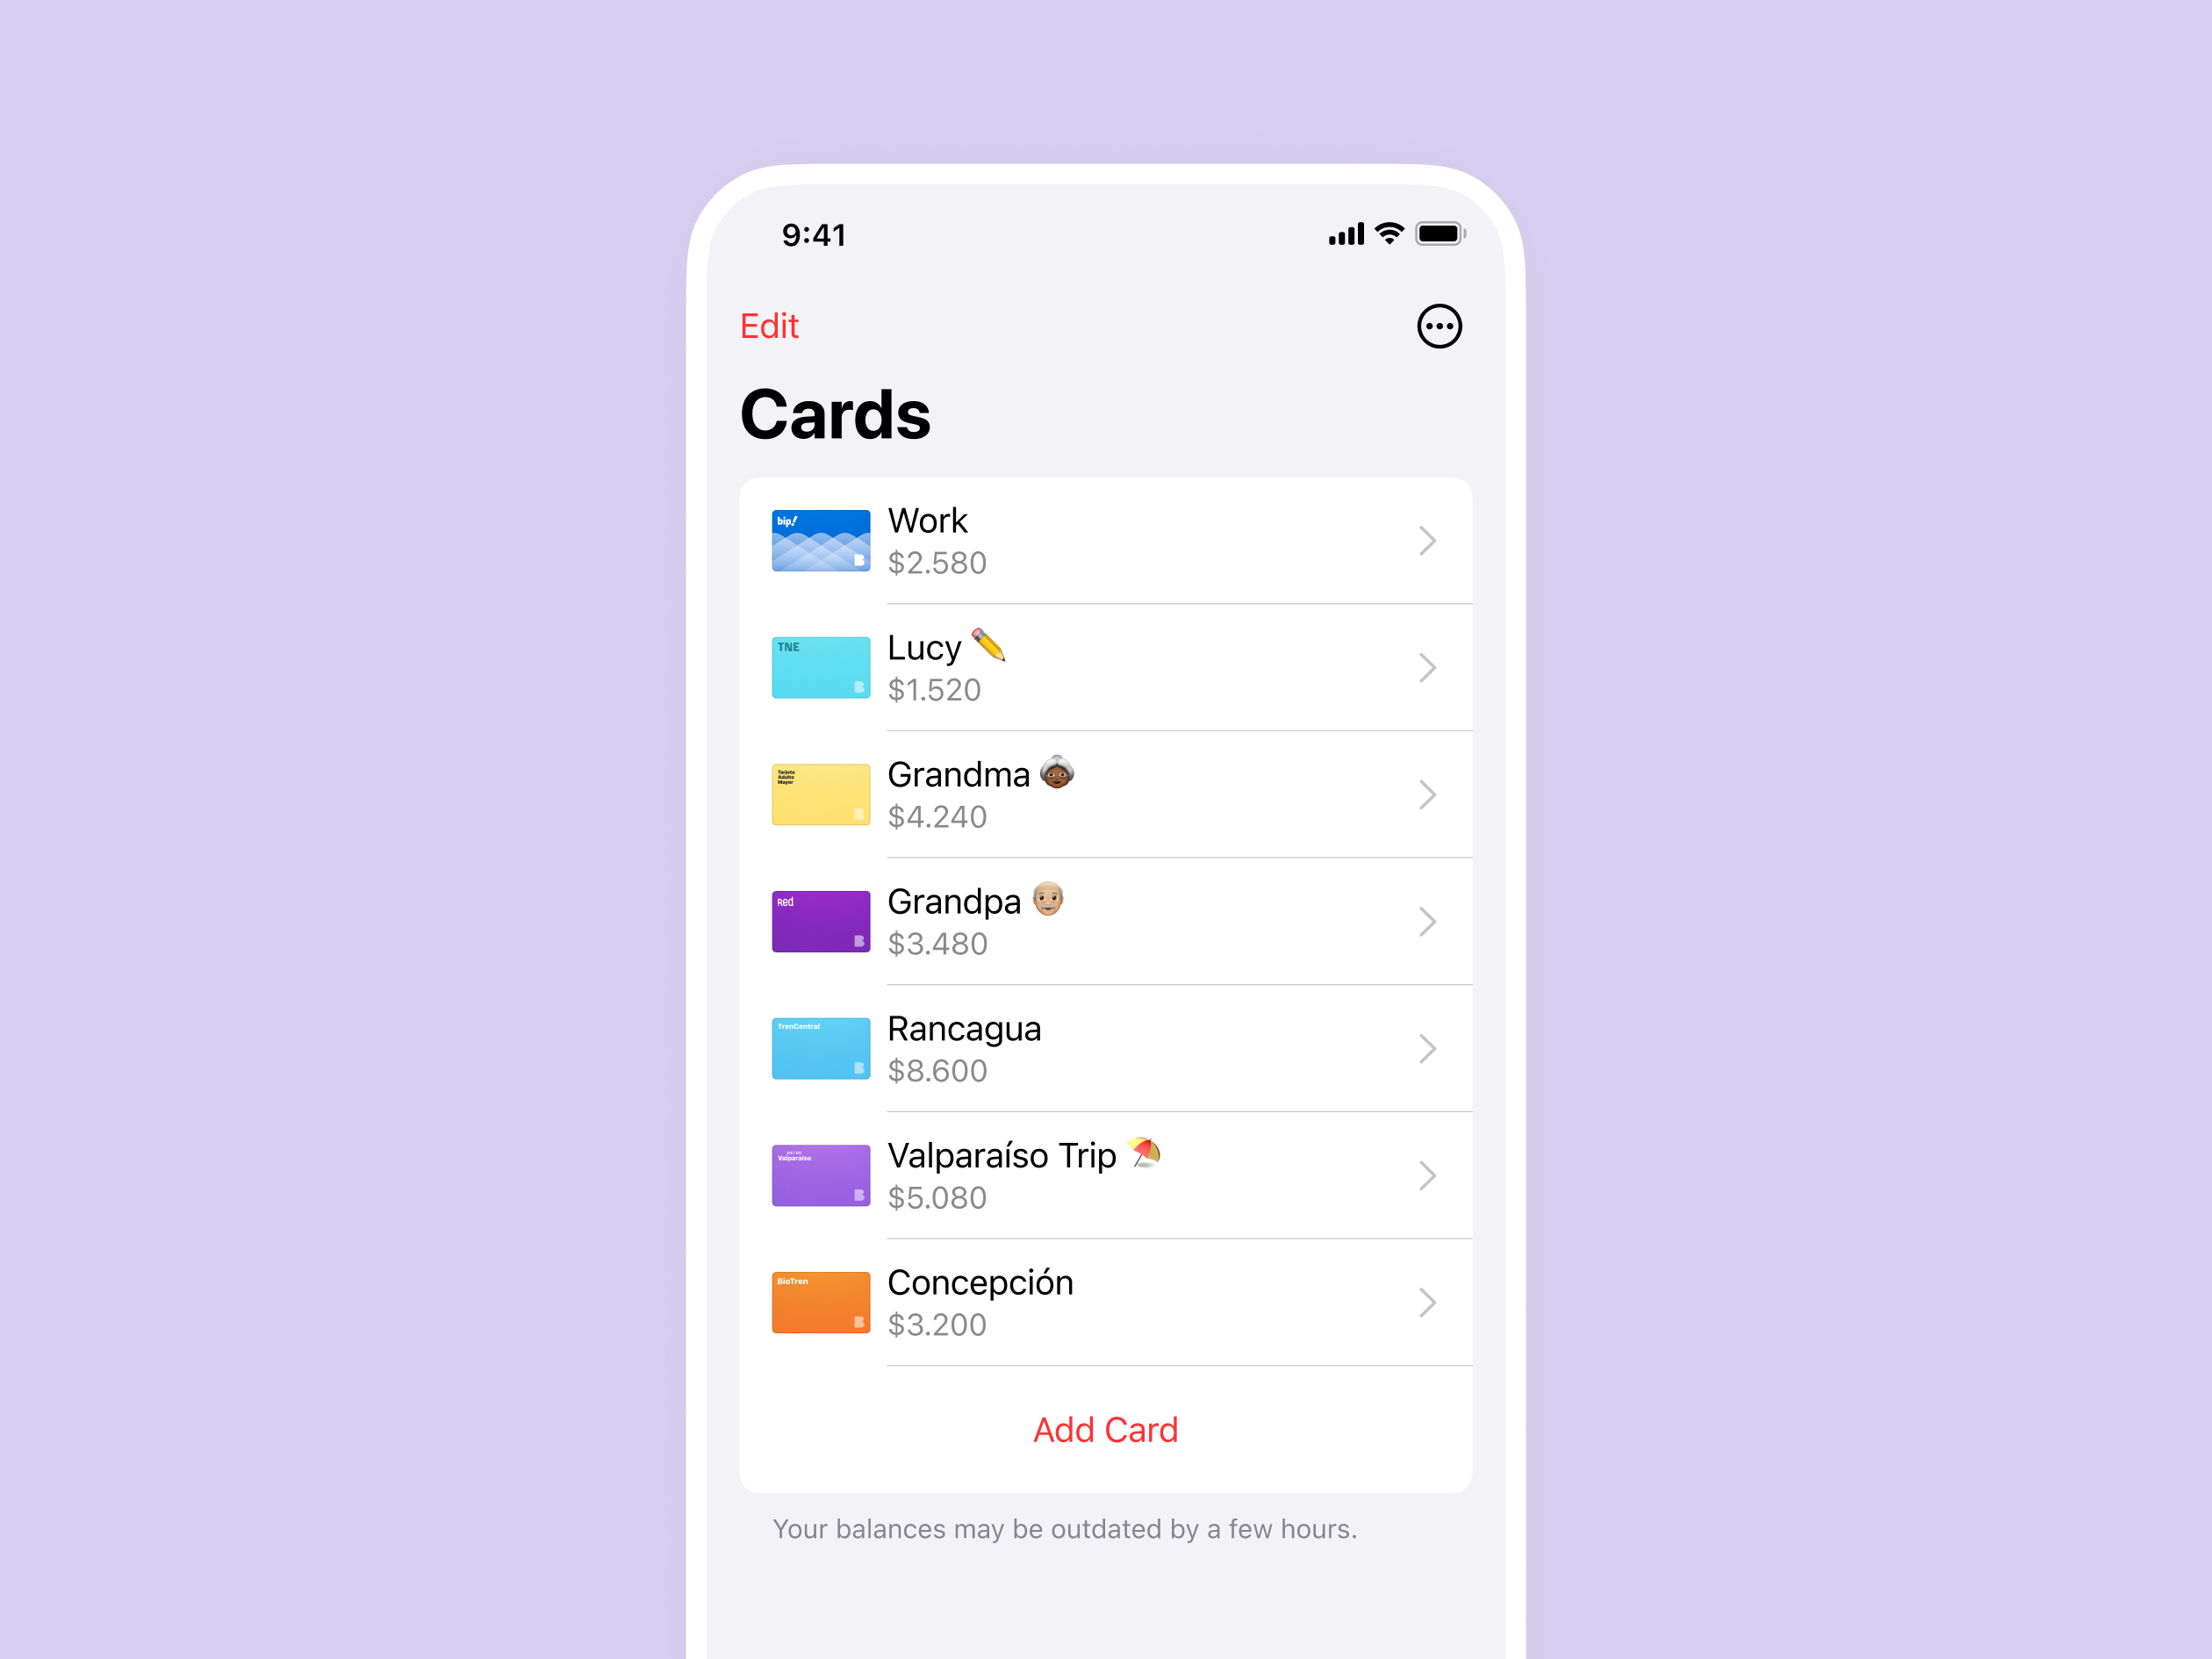 9:41
Edit
Cards
bip!
Work
$2.580
TNE
Lucy ✏️
$1.520
Tarjeta
Adulto
Mayor
Grandma 👵🏾
$4.240
Red
Grandpa 👴🏼
$3.480
TrenCentral
Rancagua
$8.600
METRO
Valparaíso
Valparaíso Trip ⛱️
$5.080
BioTren
Concepción
$3.200
Add Card
Your balances may be outdated by a few hours.